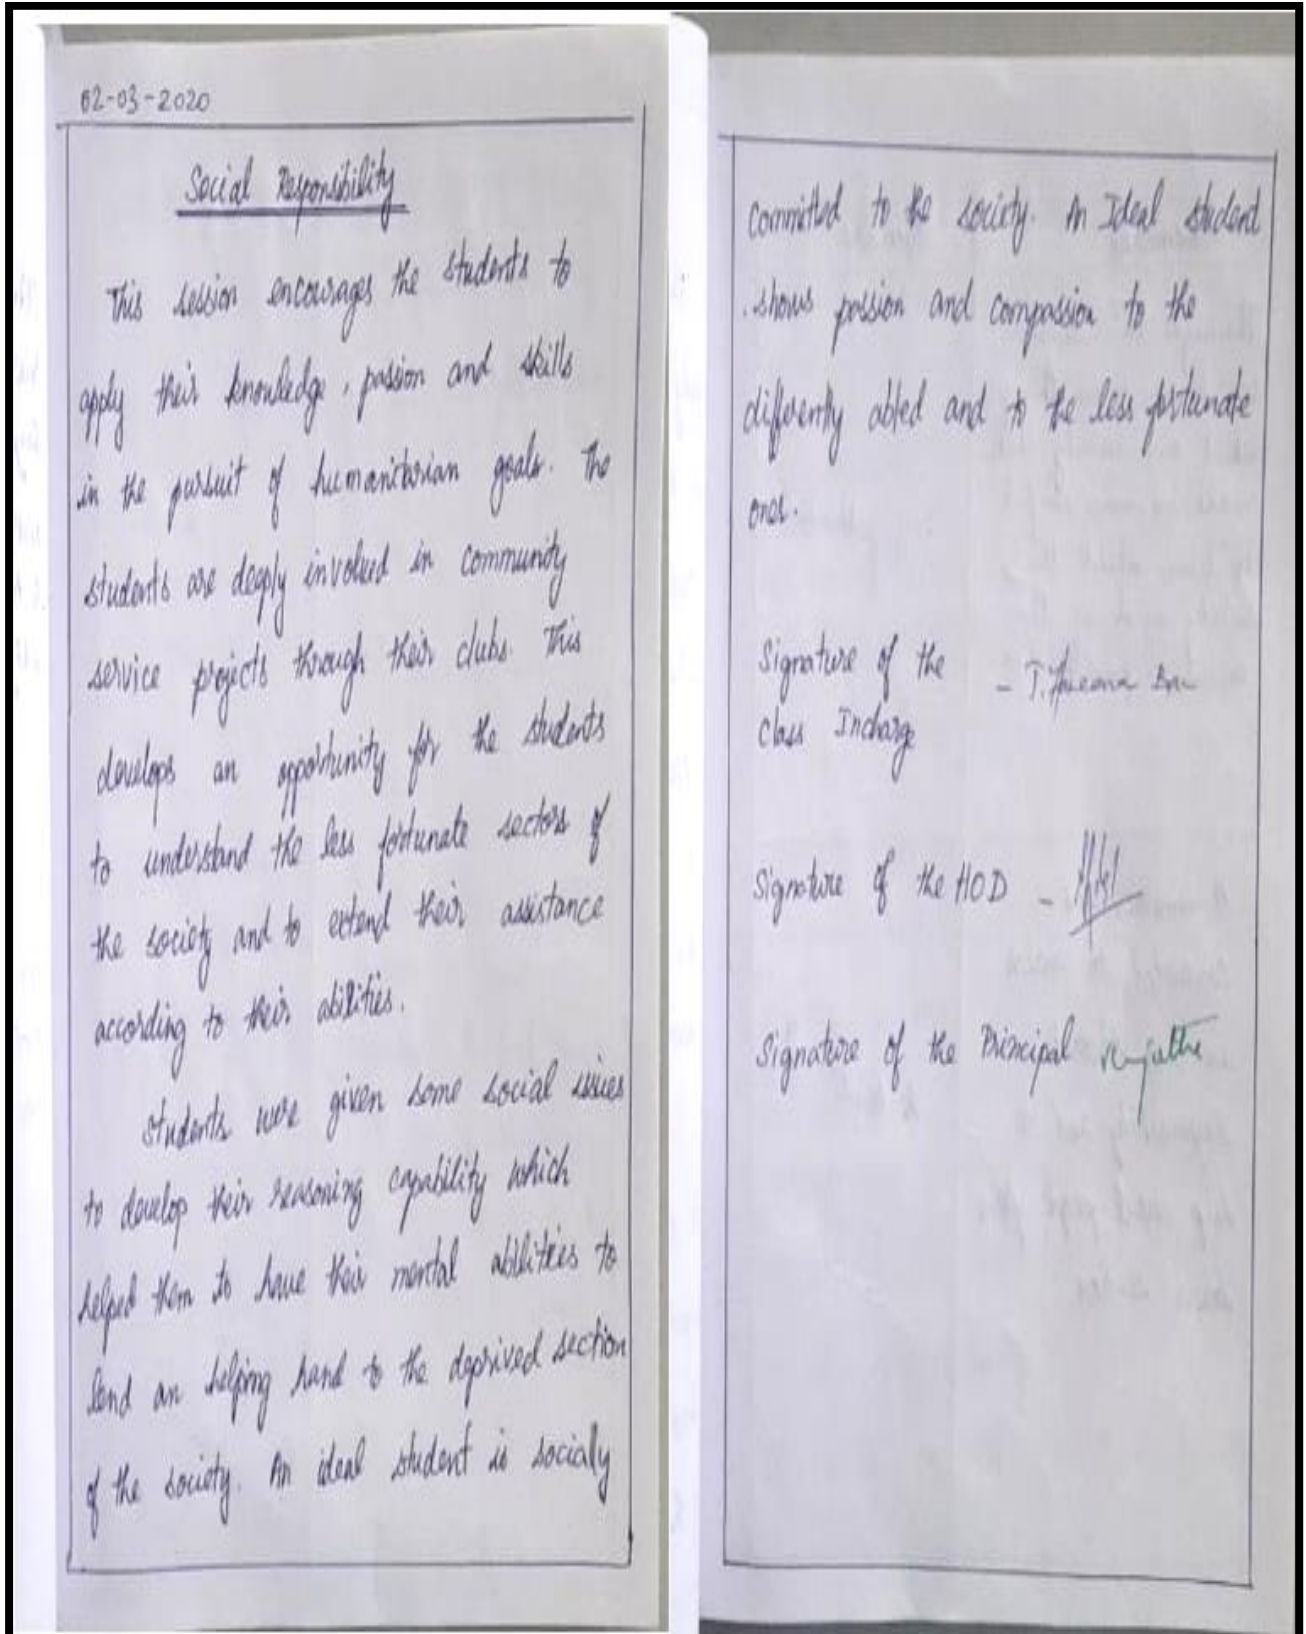 02-03-2020
Social Responsibility
This session encourages the students to
apply their knowledge, passion and skills
in the pursuit of humanitarian goals. The
students are deeply involved in community
service projects through their clubs. This
develops an opportunity for the students
to understand the less fortunate sectors of
the society and to extend their assistance
according to their abilities.
Students were given some social issues
to develop their reasoning capability which
helped them to have their mental abilities to
lend an helping hand to the deprived section
of the society. An ideal student is socially
committed to the society. An Ideal student
shows passion and compassion to the
differently abled and to the less fortunate
ones.
Signature of the
Class Incharge
- T.
Signature of the HOD -
Signature of the Principal